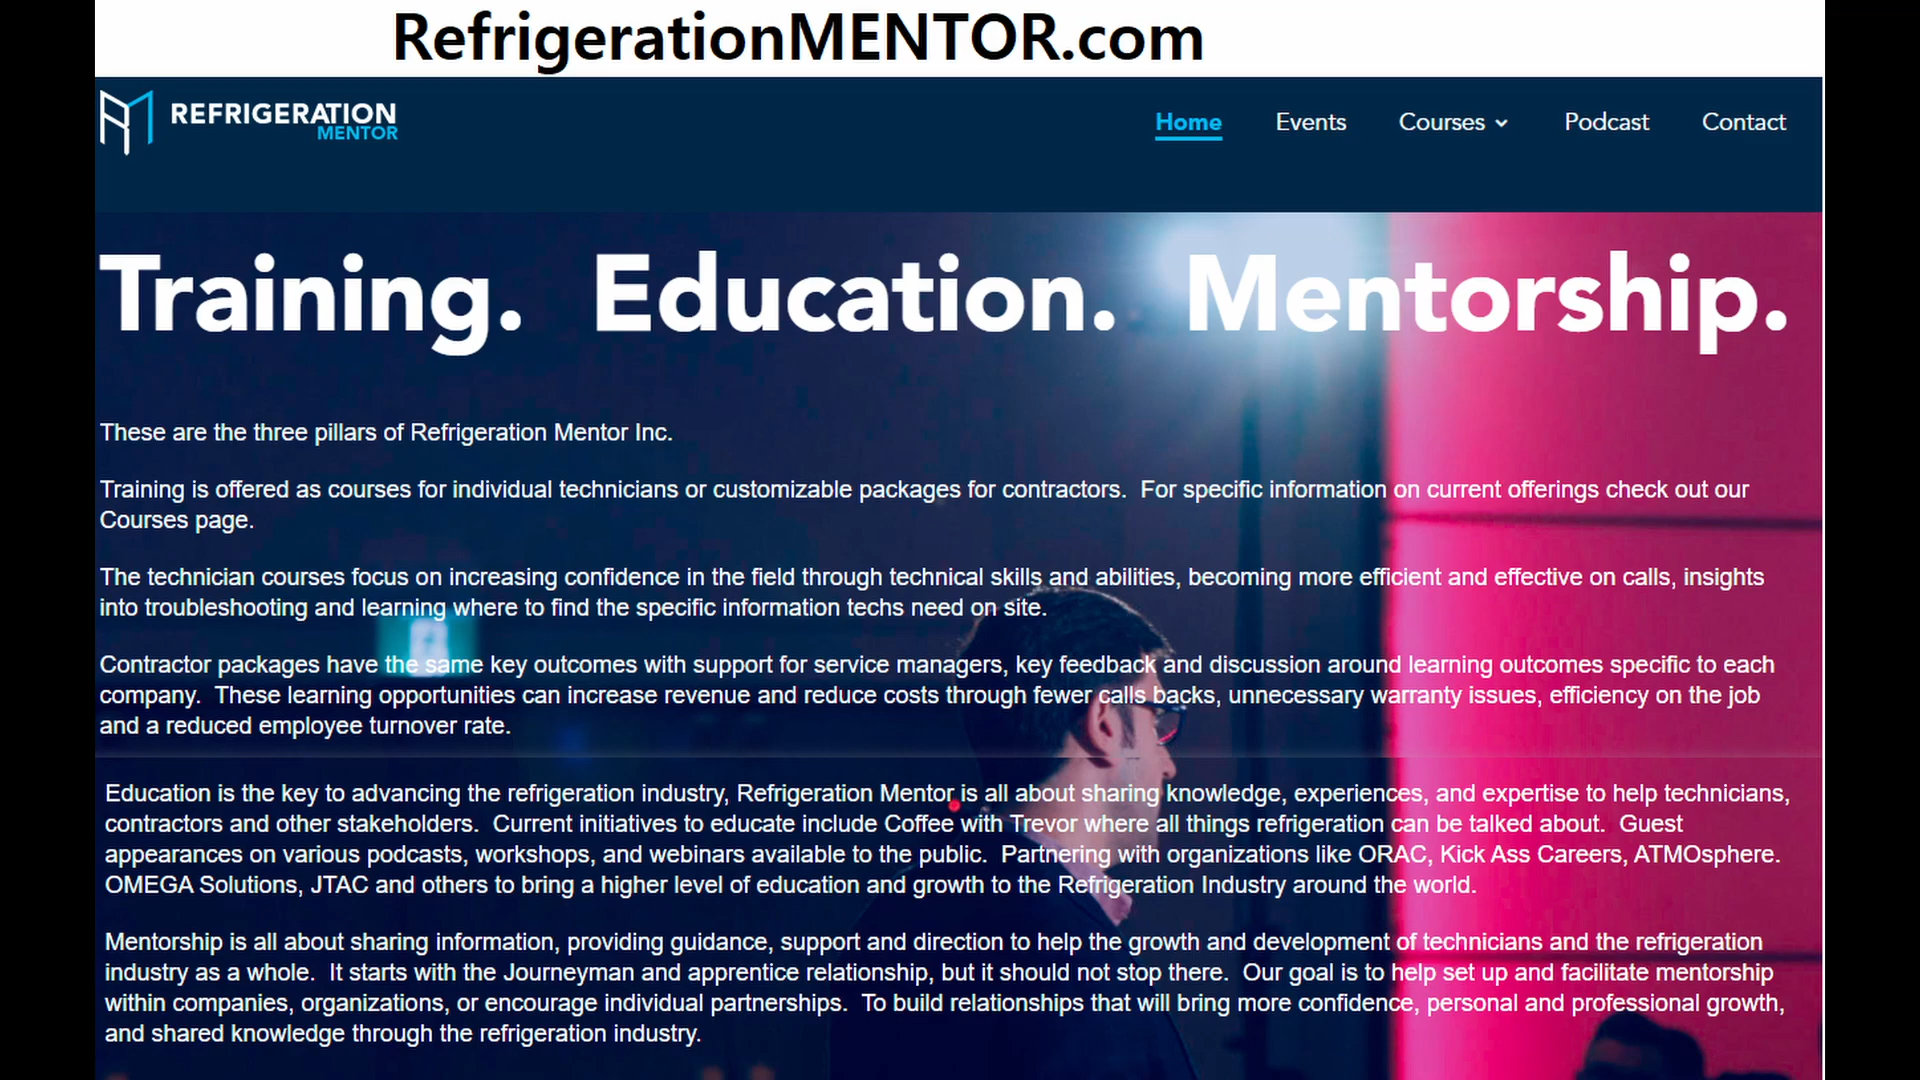 RefrigerationMENTOR.com
REFRIGERATION
MENTOR
Home Events Courses Podcast Contact
Training. Education. Mentorship.
These are the three pillars of Refrigeration Mentor Inc.
Training is offered as courses for individual technicians or customizable packages for contractors. For specific information on current offerings check out our
Courses page.
The technician courses focus on increasing confidence in the field through technical skills and abilities, becoming more efficient and effective on calls, insights
into troubleshooting and learning where to find the specific information techs need on site.
Contractor packages have the same key outcomes with support for service managers, key feedback and discussion around learning outcomes specific to each
company. These learning opportunities can increase revenue and reduce costs through fewer calls backs, unnecessary warranty issues, efficiency on the job
and a reduced employee turnover rate.
Education is the key to advancing the refrigeration industry, Refrigeration Mentor is all about sharing knowledge, experiences, and expertise to help technicians,
contractors and other stakeholders. Current initiatives to educate include Coffee with Trevor where all things refrigeration can be talked about. Guest
appearances on various podcasts, workshops, and webinars available to the public. Partnering with organizations like ORAC, Kick Ass Careers, ATMOsphere.
OMEGA Solutions, JTAC and others to bring a higher level of education and growth to the Refrigeration Industry around the world.
Mentorship is all about sharing information, providing guidance, support and direction to help the growth and development of technicians and the refrigeration
industry as a whole. It starts with the Journeyman and apprentice relationship, but it should not stop there. Our goal is to help set up and facilitate mentorship
within companies, organizations, or encourage individual partnerships. To build relationships that will bring more confidence, personal and professional growth,
and shared knowledge through the refrigeration industry.